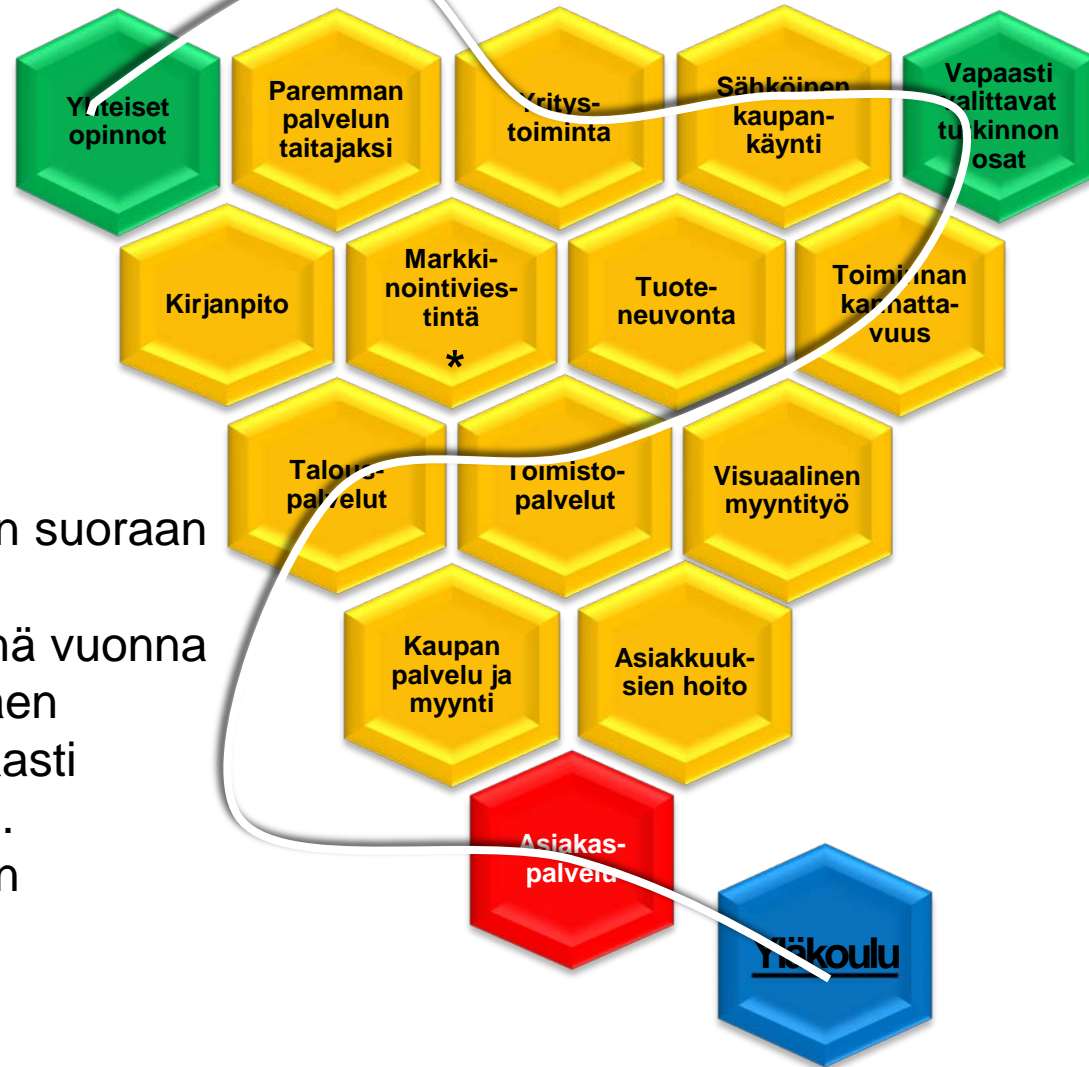 Yhteiset
opinnot
Paremman
palvelun
taitajaksi
Yritys-
toiminta
Sähköinen
kaupan-
käynti
Vapaasti
valittavat
tutkinnon
osat
Kirjanpito
Markki-
nointivies-
tintä
*
Tuote-
neuvonta
Toiminnan
kannatta-
vuus
Talous-
palvelut
Toimisto-
palvelut
Visuaalinen
myyntityö
n suoraan
nä vuonna
aen
asti
.
n
Kaupan
palvelu ja
myynti
Asiakkuuk-
sien hoito
Asiakas-
palvelu
Yläkoulu